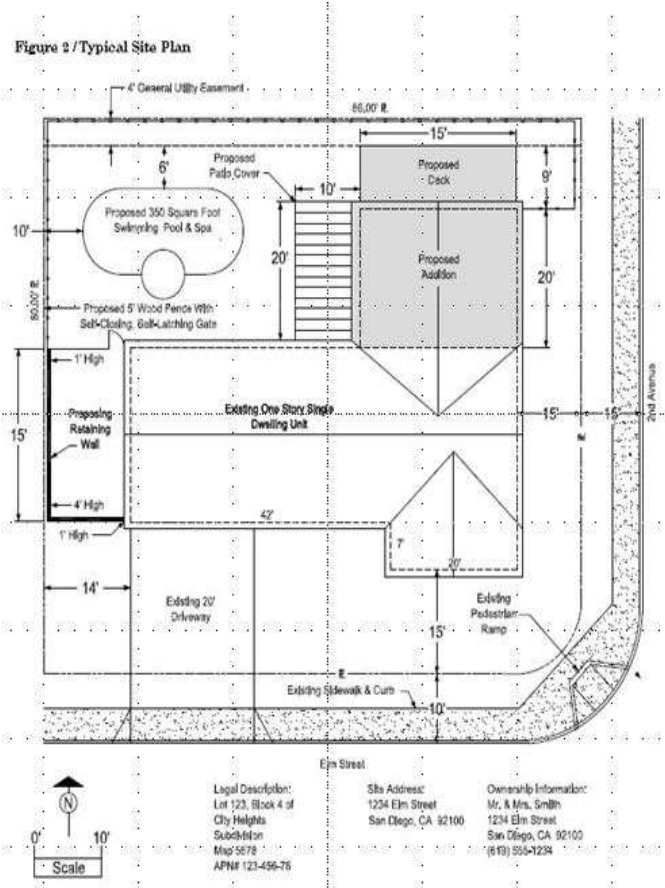 Figure 2 / Typical Site Plan
4' General Utility Easement
15'
6'
Proposed
Patio Cover
Proposed
Deck
9'
10'
10'
Proposed 350 Square Foot
Swimming Pool & Spa
20'
Proposed
Addition
20'
Proposed 5' Wood Fence With
Self-Closing, Self-Latching Gate
1' High
15'
Proposing
Retaining
Wall
Existing One Story Single
Dwelling Unit
15'
15'
2nd Avenue
4' High
1' High
42'
7'
20'
14'
Existing 20'
Driveway
15'
Existing
Pedestrian
Ramp
Existing Sidewalk & Curb
10'
Elm Street
N
0' 10'
Scale
Legal Description:
Lot 123, Block 4 of
City Heights
Subdivision
Map 5678
APN# 123-456-78
Site Address:
1234 Elm Street
San Diego, CA 92100
Ownership Information:
Mr. & Mrs. Smith
1234 Elm Street
San Diego, CA 92100
(619) 555-1234